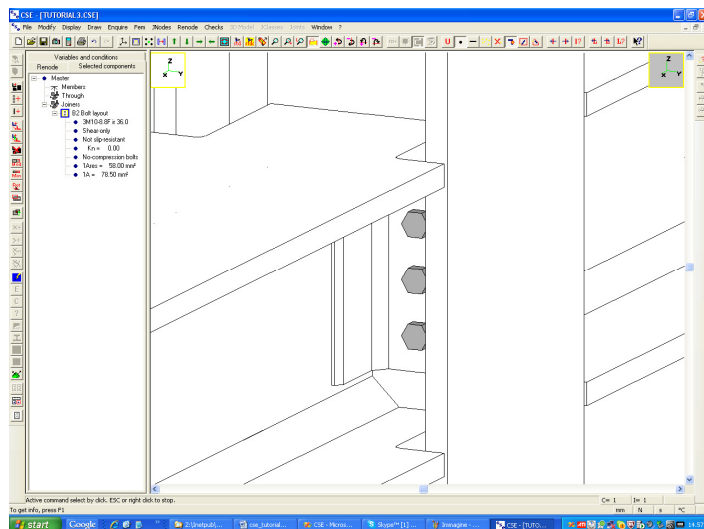 CSE - [TUTORIAL3.CSE]
File Modify Display Draw Enquire Fem JNodes Renode Checks 3D Model JClasses Joints Window ?
Variables and conditions
Renode Selected components
Master
Members
Through
Joiners
B2 Bolt layout
3M10-8.8F ir 36.0
Shear-only
Not slip-resistant
Kn = 0.00
No-compression bolts
1Ares = 58.00 mm²
1A = 78.50 mm²
Z
X Y
Z
X Y
Active command select by click. ESC or right click to stop.
C= 1 I= 1
To get info, press F1
mm N s °C
start
Google
Z:\Inetpub\...
cse_tutorial...
CSE - Micros...
Skype™ [1] ...
Immagine - ...
CSE - [TUTO...
14.57